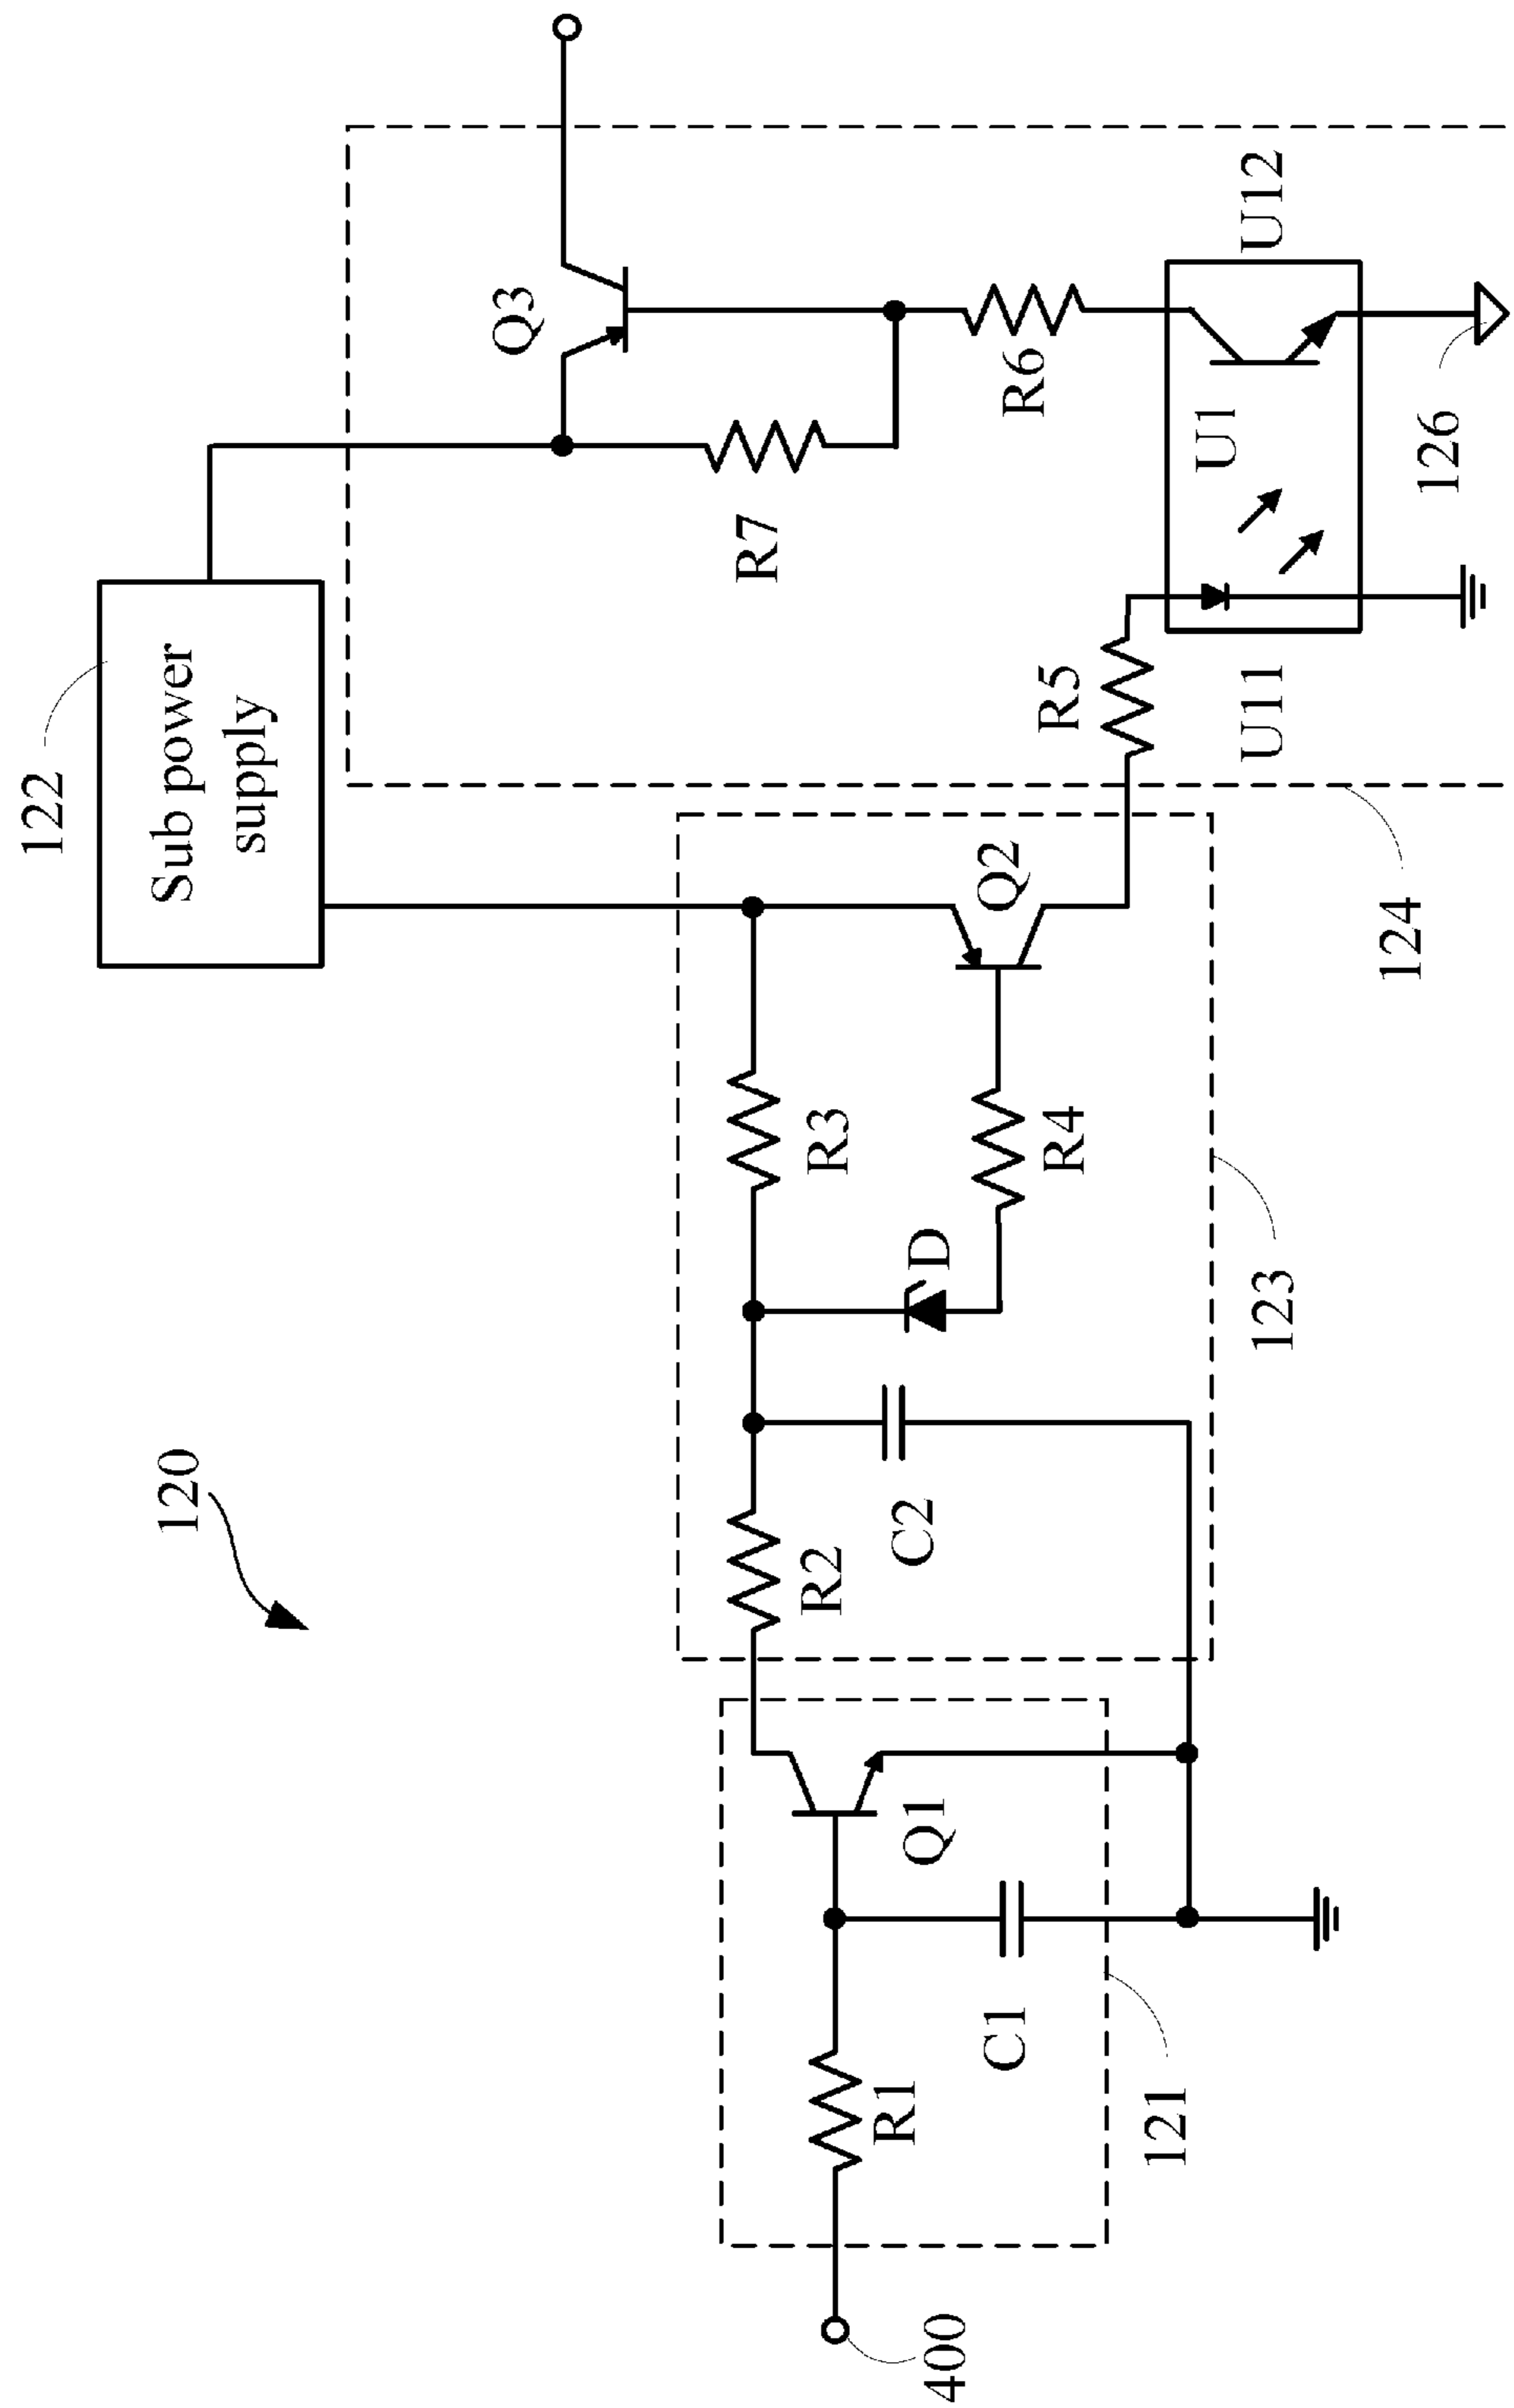 120
122
Sub power
supply
Q3
R7
R6
U12
U1
U11
126
R5
124
Q2
R3
R4
D
123
R2
C2
Q1
C1
R1
121
400